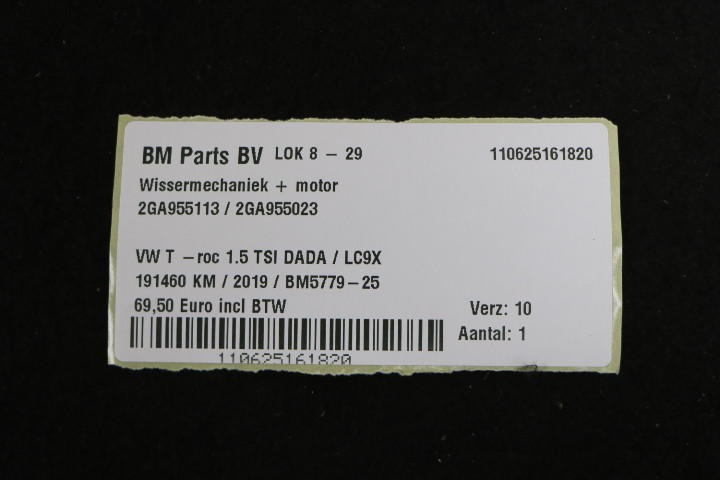 BM Parts BV LOK 8 - 29 110625161820
Wissermechaniek + motor
2GA955113 / 2GA955023
VW T -roc 1.5 TSI DADA / LC9X
191460 KM / 2019 / BM5779-25
69,50 Euro incl BTW Verz: 10
Aantal: 1
110625161820